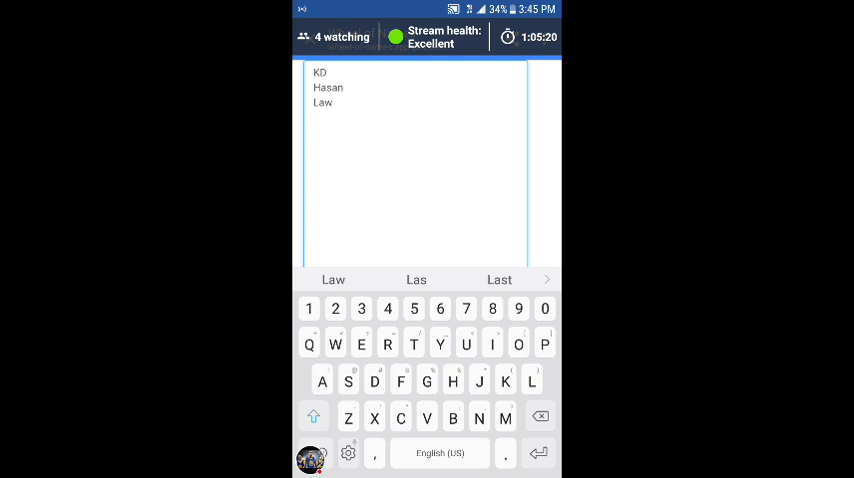 34% 3:45 PM
4 watching
Stream health:
Excellent
1:05:20
KD
Hasan
Law
Law Las Last
1 2 3 4 5 6 7 8 9 0
Q W E R T Y U I O P
A S D F G H J K L
Z X C V B N M
, English (US) .